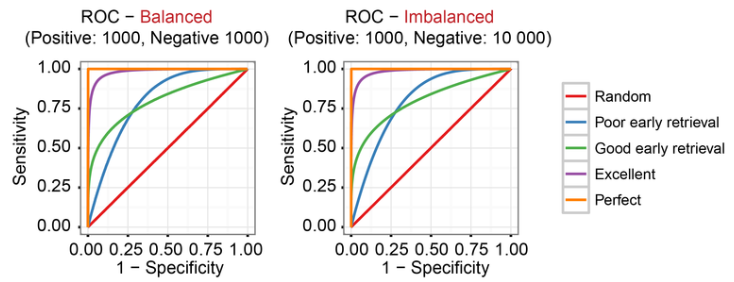 ROC − Balanced
(Positive: 1000, Negative 1000)
ROC − Imbalanced
(Positive: 1000, Negative: 10 000)
Sensitivity
1.00
0.75
0.50
0.25
0.00
0.00 0.25 0.50 0.75 1.00
1 − Specificity
Sensitivity
1.00
0.75
0.50
0.25
0.00
0.00 0.25 0.50 0.75 1.00
1 − Specificity
Random
Poor early retrieval
Good early retrieval
Excellent
Perfect